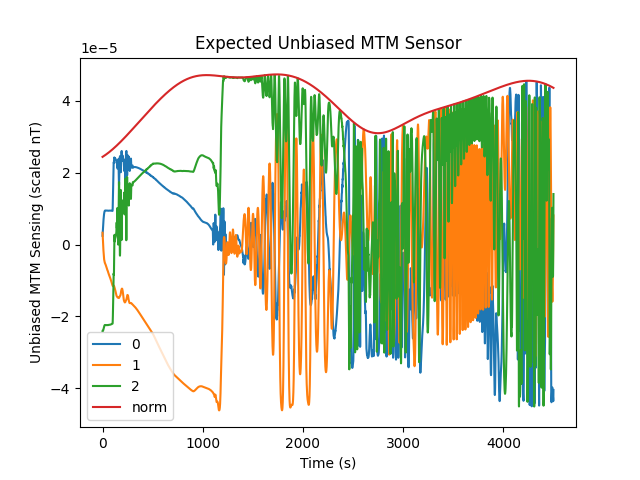 Expected Unbiased MTM Sensor
1e−5
Unbiased MTM Sensing (scaled nT)
4
2
0
−2
−4
0
1
2
norm
0 1000 2000 3000 4000
Time (s)